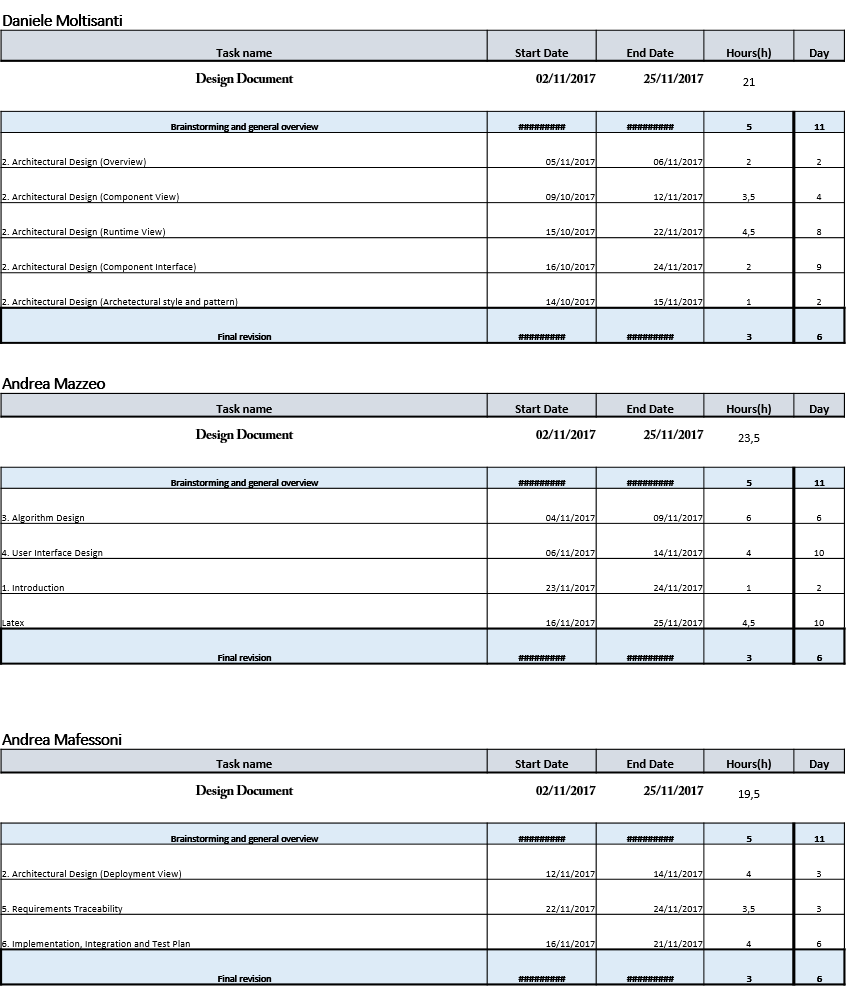 Daniele Moltisanti
Task name Start Date End Date Hours(h) Day
Design Document 02/11/2017 25/11/2017 21
Brainstorming and general overview ######### ######### 5 11
2. Architectural Design (Overview) 05/11/2017 06/11/2017 2 2
2. Architectural Design (Component View) 09/10/2017 12/11/2017 3,5 4
2. Architectural Design (Runtime View) 15/10/2017 22/11/2017 4,5 8
2. Architectural Design (Component Interface) 16/10/2017 24/11/2017 2 9
2. Architectural Design (Archetectural style and pattern) 14/10/2017 15/11/2017 1 2
Final revision ######### ######### 3 6
Andrea Mazzeo
Task name Start Date End Date Hours(h) Day
Design Document 02/11/2017 25/11/2017 23,5
Brainstorming and general overview ######### ######### 5 11
3. Algorithm Design 04/11/2017 09/11/2017 6 6
4. User Interface Design 06/11/2017 14/11/2017 4 10
1. Introduction 23/11/2017 24/11/2017 1 2
Latex 16/11/2017 25/11/2017 4,5 10
Final revision ######### ######### 3 6
Andrea Mafessoni
Task name Start Date End Date Hours(h) Day
Design Document 02/11/2017 25/11/2017 19,5
Brainstorming and general overview ######### ######### 5 11
2. Architectural Design (Deployment View) 12/11/2017 14/11/2017 4 3
5. Requirements Traceability 22/11/2017 24/11/2017 3,5 3
6. Implementation, Integration and Test Plan 16/11/2017 21/11/2017 4 6
Final revision ######### ######### 3 6